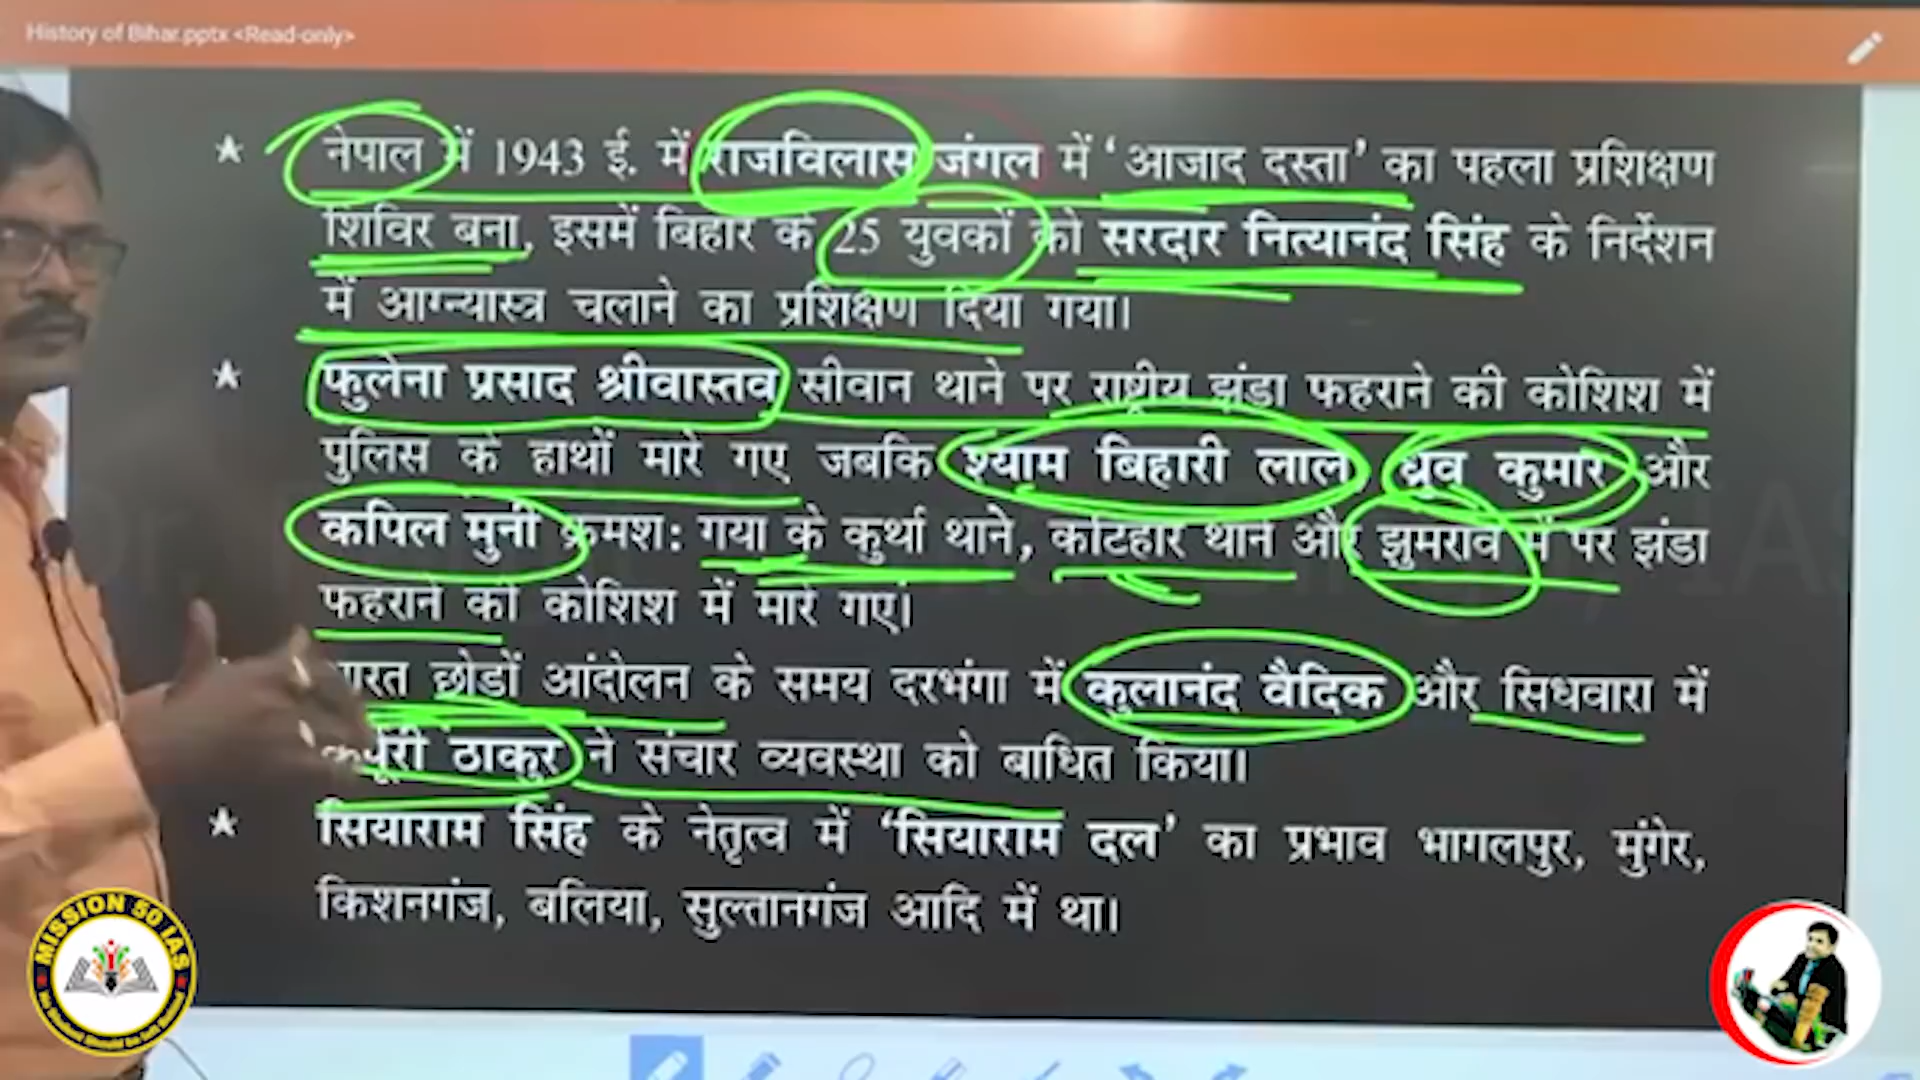 History of Bihar.pptx <Read-only>
★ नेपाल में 1943 ई. में राजविलास जंगल में ‘आजाद दस्ता’ का पहला प्रशिक्षण
शिविर बना, इसमें बिहार के 25 युवकों को सरदार नित्यानंद सिंह के निर्देशन
में आग्न्यास्त्र चलाने का प्रशिक्षण दिया गया।
★ फुलेना प्रसाद श्रीवास्तव सीवान थाने पर राष्ट्रीय झंडा फहराने की कोशिश में
पुलिस के हाथों मारे गए जबकि श्याम बिहारी लाल, ध्रुव कुमार और
कपिल मुनी क्रमश: गया के कुर्था थाने, कटिहार थाने और झुमराव में पर झंडा
फहराने की कोशिश में मारे गए।
छोडों आंदोलन के समय दरभंगा में कुलानंद वैदिक और सिधवारा में
ठाकुर ने संचार व्यवस्था को बाधित किया।
★ सियाराम सिंह के नेतृत्व में ‘सियाराम दल’ का प्रभाव भागलपुर, मुंगेर,
किशनगंज, बलिया, सुल्तानगंज आदि में था।
MISSION 50 IAS